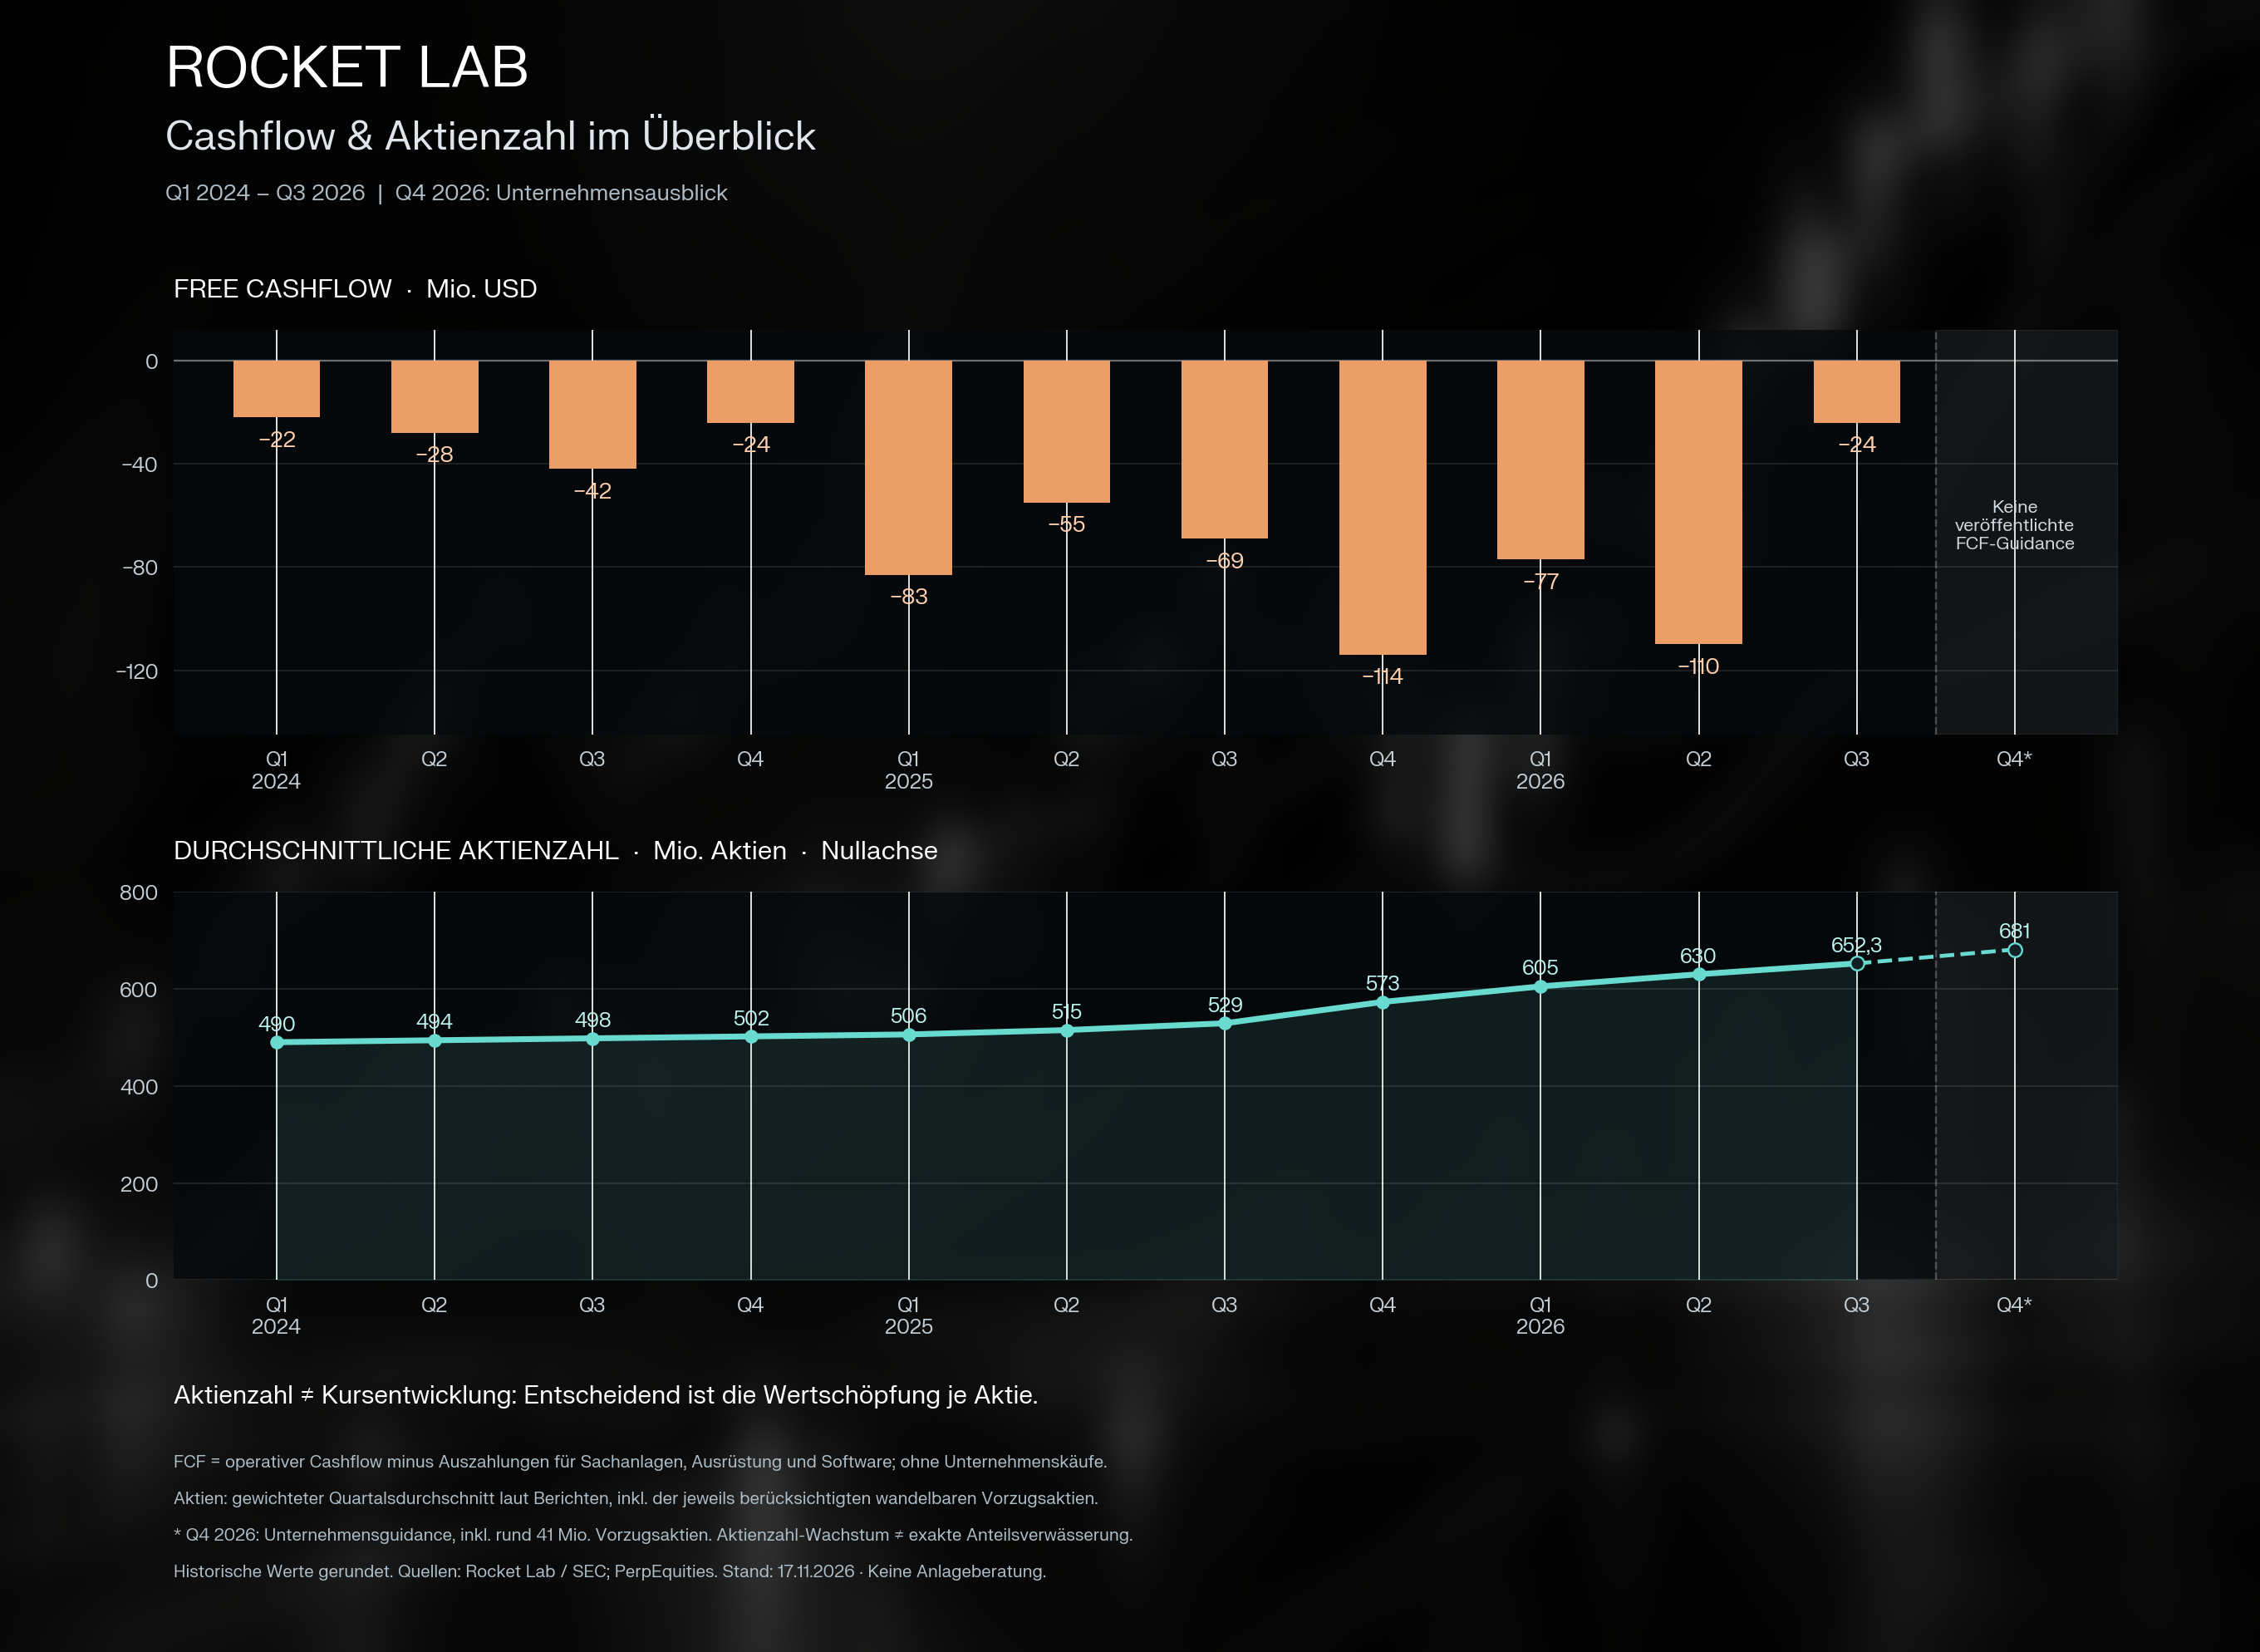 ROCKET LAB
Cashflow & Aktienzahl im Überblick
Q1 2024 – Q3 2026 | Q4 2026: Unternehmensausblick
FREE CASHFLOW · Mio. USD
0
−40
−80
−120
−22
−28
−42
−24
−83
−55
−69
−114
−77
−110
−24
Keine
veröffentlichte
FCF-Guidance
Q1 Q2 Q3 Q4 Q1 Q2 Q3 Q4 Q1 Q2 Q3 Q4*
2024 2025 2026
DURCHSCHNITTLICHE AKTIENZAHL · Mio. Aktien · Nullachse
800
600
400
200
0
490
494
498
502
506
515
529
573
605
630
652,3
681
Q1 Q2 Q3 Q4 Q1 Q2 Q3 Q4 Q1 Q2 Q3 Q4*
2024 2025 2026
Aktienzahl ≠ Kursentwicklung: Entscheidend ist die Wertschöpfung je Aktie.
FCF = operativer Cashflow minus Auszahlungen für Sachanlagen, Ausrüstung und Software; ohne Unternehmenskäufe.
Aktien: gewichteter Quartalsdurchschnitt laut Berichten, inkl. der jeweils berücksichtigten wandelbaren Vorzugsaktien.
* Q4 2026: Unternehmensguidance, inkl. rund 41 Mio. Vorzugsaktien. Aktienzahl-Wachstum ≠ exakte Anteilsverwässerung.
Historische Werte gerundet. Quellen: Rocket Lab / SEC; PerpEquities. Stand: 17.11.2026 · Keine Anlageberatung.